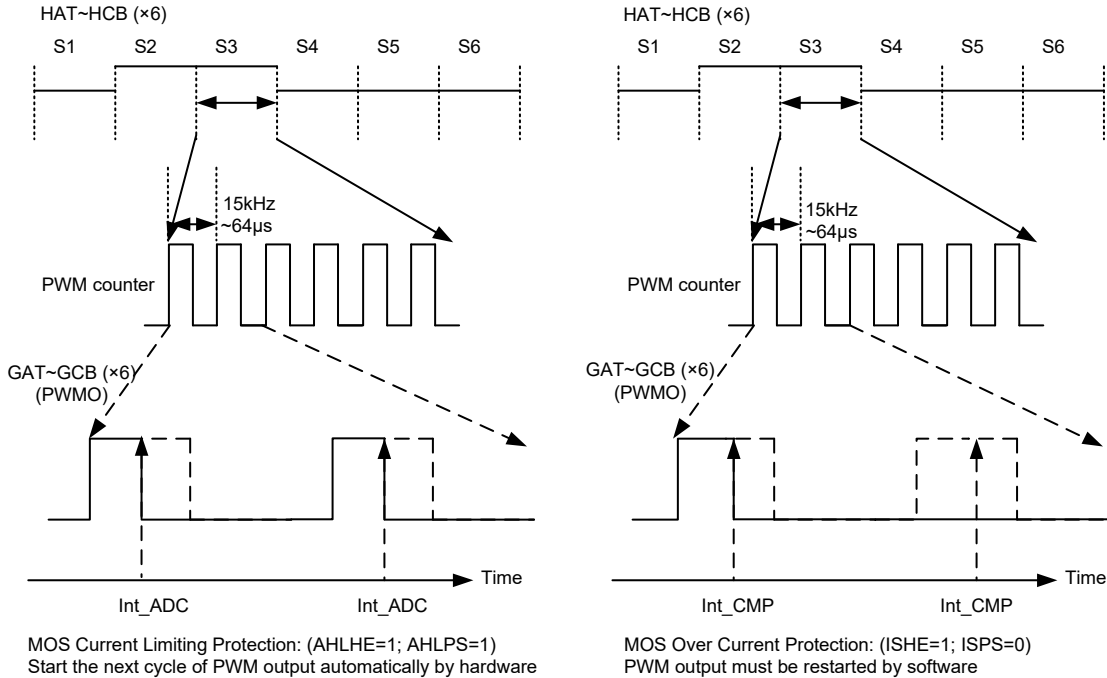 HAT~HCB (×6)
S1 S2 S3 S4 S5 S6
15kHz
~64µs
PWM counter
GAT~GCB (×6)
(PWMO)
Time
Int_ADC Int_ADC
MOS Current Limiting Protection: (AHLHE=1; AHLPS=1)
Start the next cycle of PWM output automatically by hardware
HAT~HCB (×6)
S1 S2 S3 S4 S5 S6
15kHz
~64µs
PWM counter
GAT~GCB (×6)
(PWMO)
Time
Int_CMP Int_CMP
MOS Over Current Protection: (ISHE=1; ISPS=0)
PWM output must be restarted by software